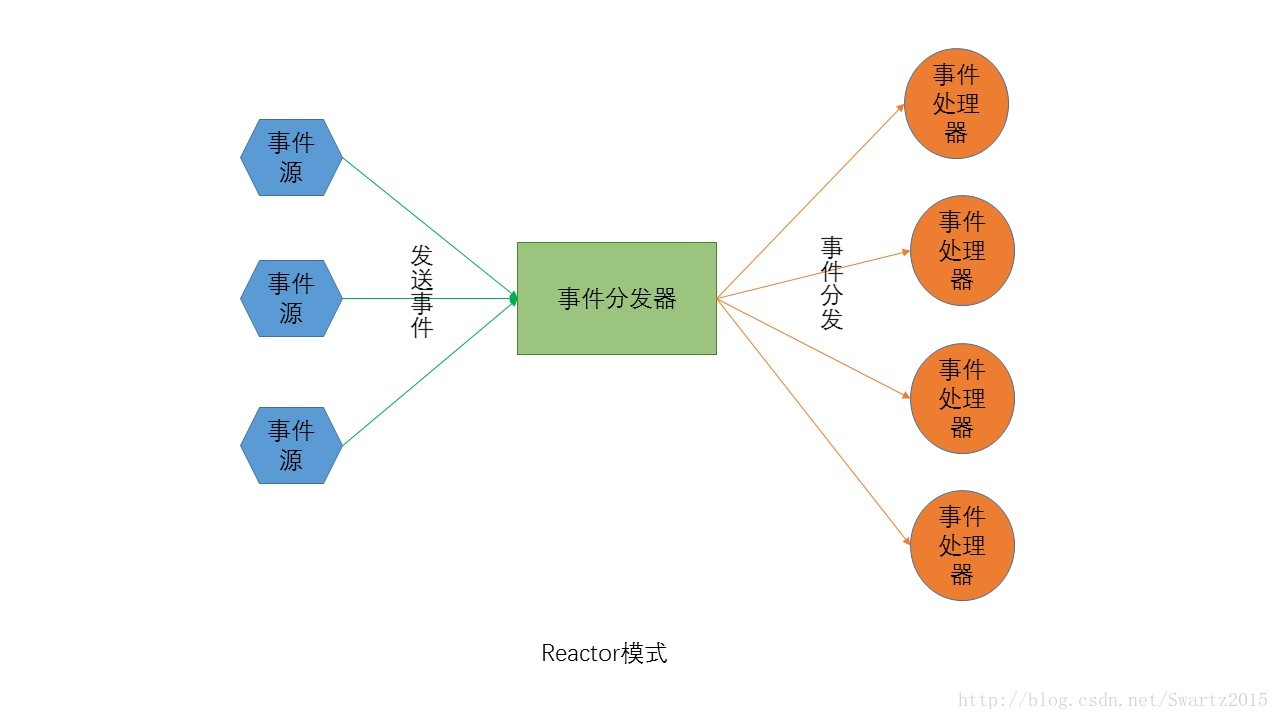 事件
源
事件
源
事件
源
发
送
事
件
事件分发器
事
件
分
发
事件
处理
器
事件
处理
器
事件
处理
器
事件
处理
器
Reactor模式
http://blog.csdn.net/Swartz2015